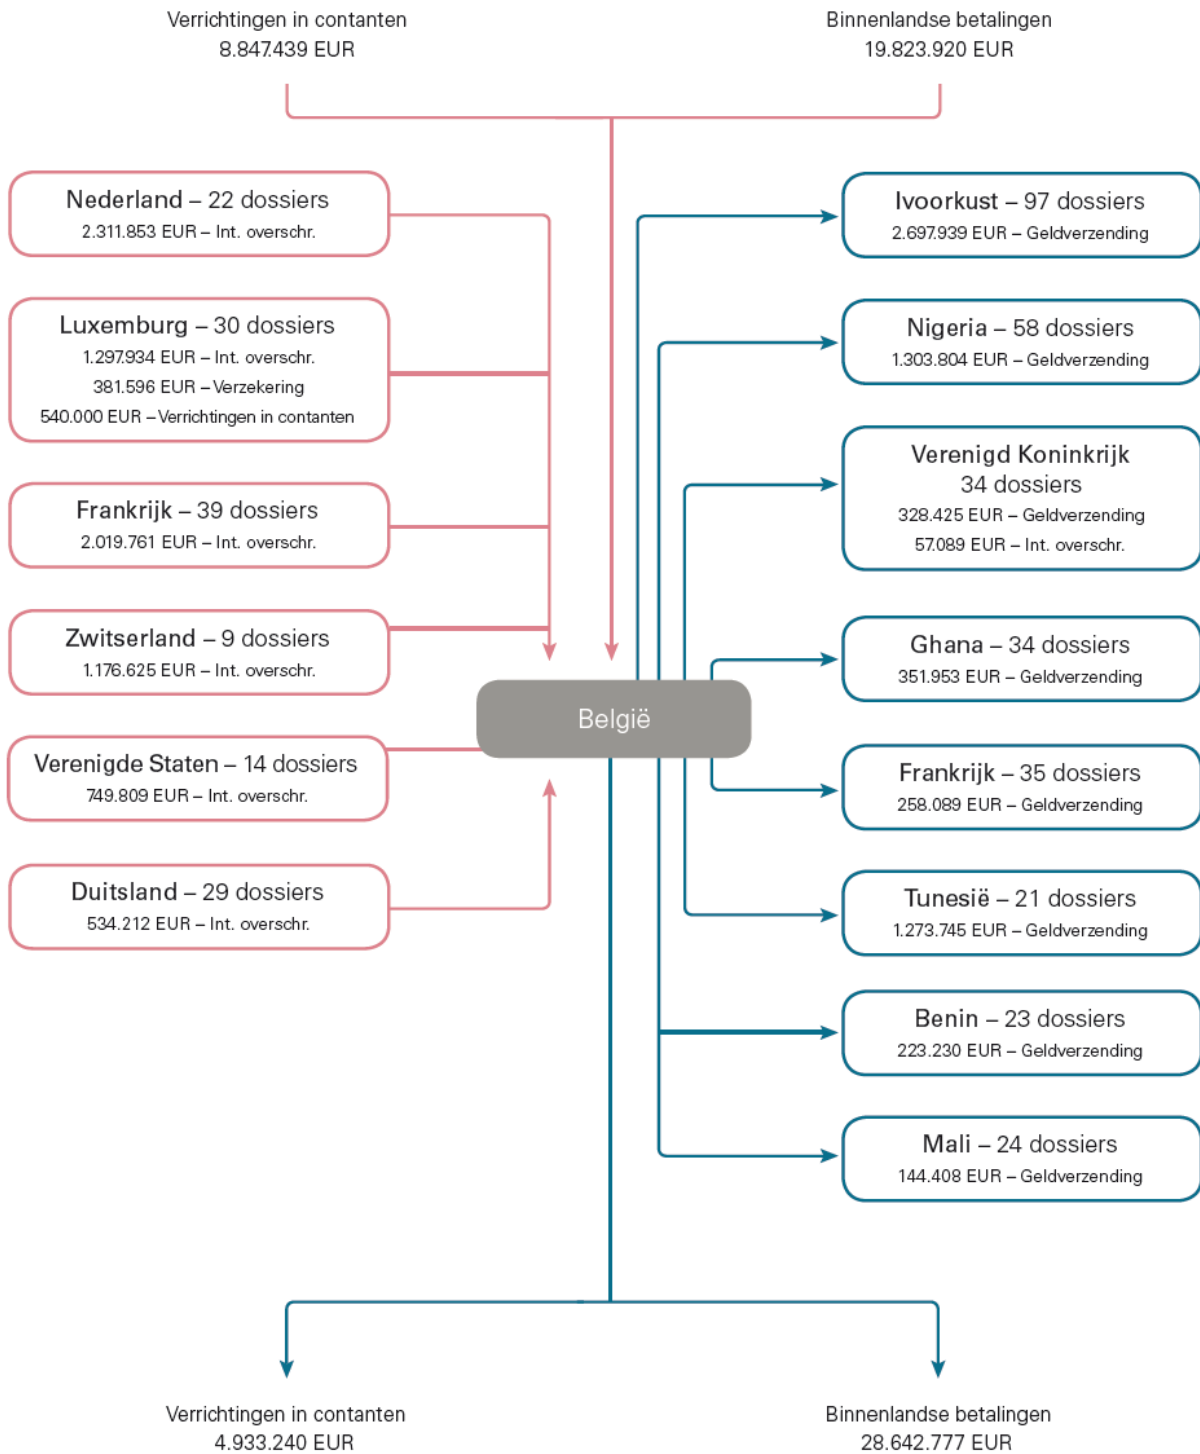 Verrichtingen in contanten
8.847.439 EUR
Binnenlandse betalingen
19.823.920 EUR
Nederland – 22 dossiers
2.311.853 EUR – Int. overschr.
Luxemburg – 30 dossiers
1.297.934 EUR – Int. overschr.
381.596 EUR – Verzekering
540.000 EUR – Verrichtingen in contanten
Frankrijk – 39 dossiers
2.019.761 EUR – Int. overschr.
Zwitserland – 9 dossiers
1.176.625 EUR – Int. overschr.
Verenigde Staten – 14 dossiers
749.809 EUR – Int. overschr.
Duitsland – 29 dossiers
534.212 EUR – Int. overschr.
België
Ivoorkust – 97 dossiers
2.697.939 EUR – Geldverzending
Nigeria – 58 dossiers
1.303.804 EUR – Geldverzending
Verenigd Koninkrijk
34 dossiers
328.425 EUR – Geldverzending
57.089 EUR – Int. overschr.
Ghana – 34 dossiers
351.953 EUR – Geldverzending
Frankrijk – 35 dossiers
258.089 EUR – Geldverzending
Tunesië – 21 dossiers
1.273.745 EUR – Geldverzending
Benin – 23 dossiers
223.230 EUR – Geldverzending
Mali – 24 dossiers
144.408 EUR – Geldverzending
Verrichtingen in contanten
4.933.240 EUR
Binnenlandse betalingen
28.642.777 EUR